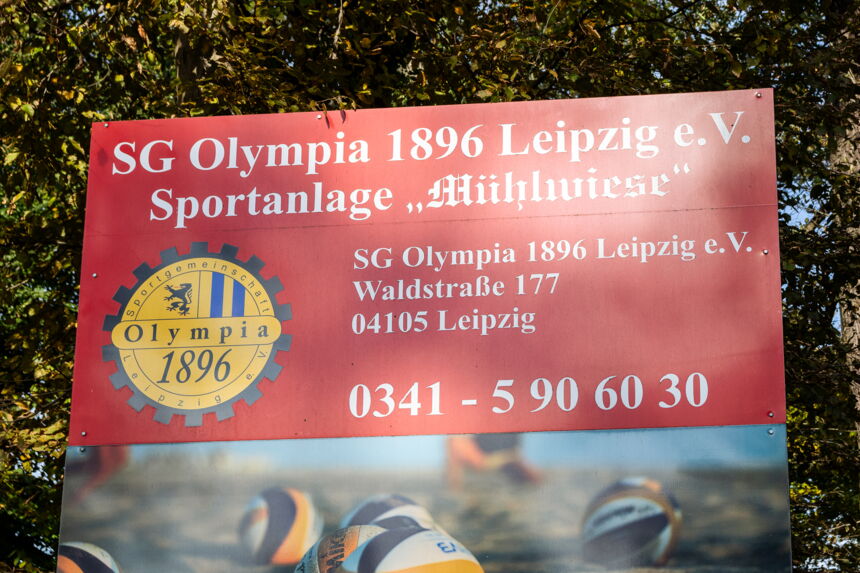 SG Olympia 1896 Leipzig e.V.
Sportanlage „Mühlwiese“
SG Olympia 1896 Leipzig e.V.
Waldstraße 177
04105 Leipzig
0341 - 5 90 60 30
Sportgemeinschaft
Olympia
1896
Leipzig e.V.